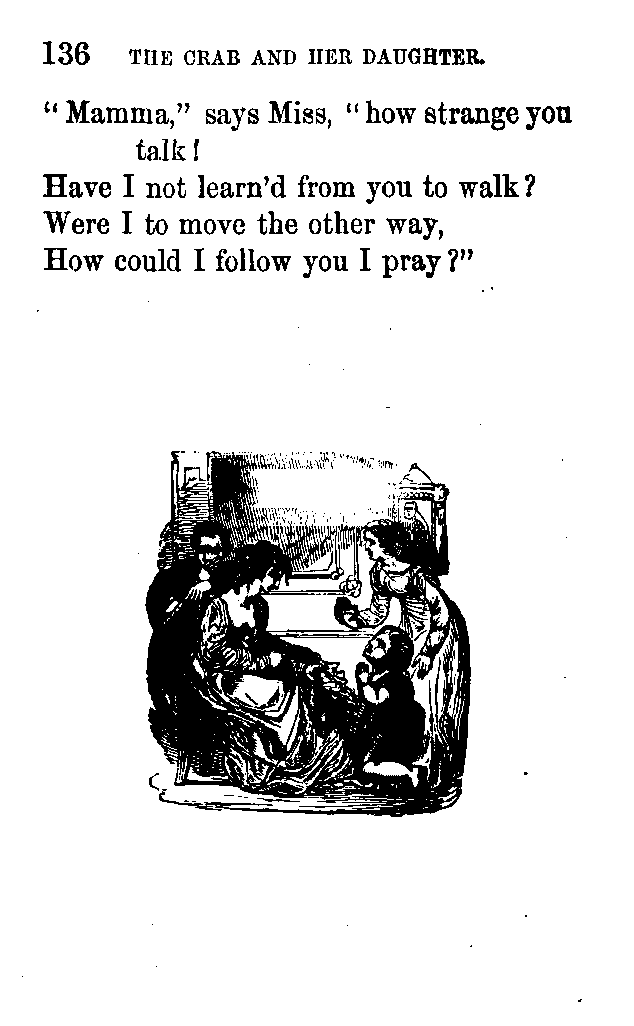 136 THE CRAB AND HER DAUGHTER.
“Mamma,” says Miss, “how strange you
talk!
Have I not learn’d from you to walk?
Were I to move the other way,
How could I follow you I pray?”